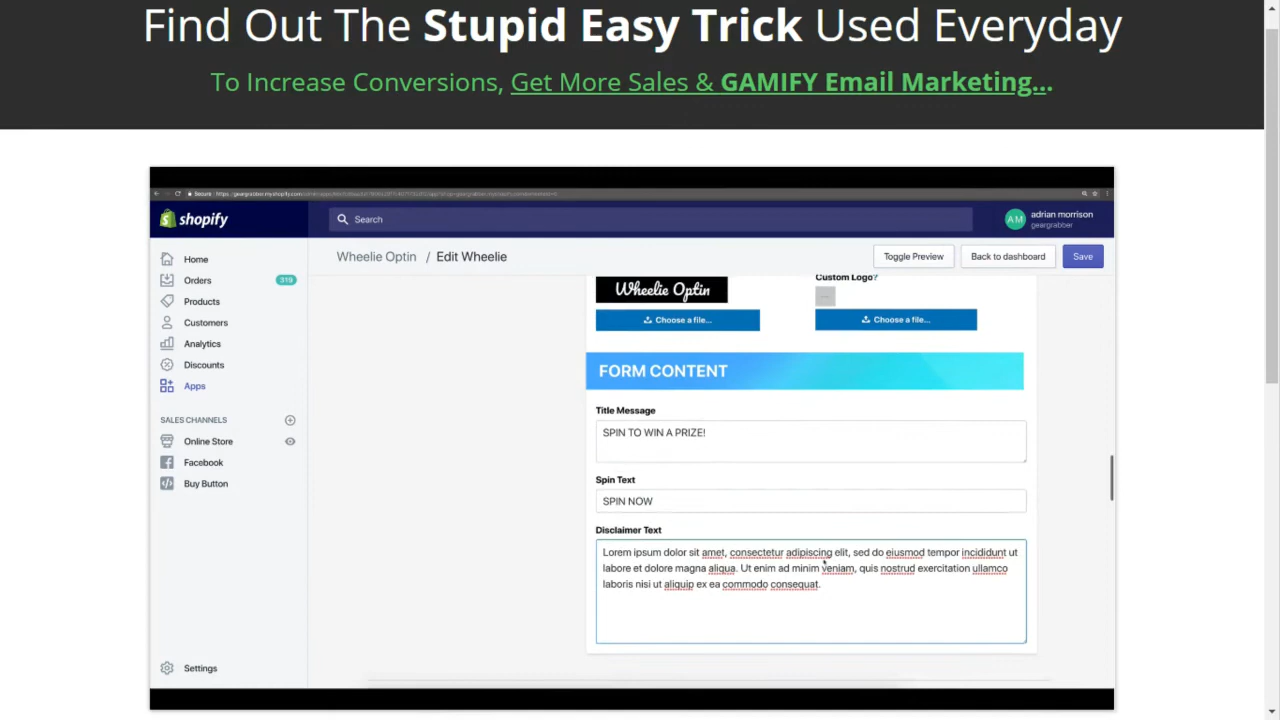 Find Out The Stupid Easy Trick Used Everyday
To Increase Conversions, Get More Sales & GAMIFY Email Marketing...
Secure
shopify
Search
AM
adrian morrison
geargrabber
Wheelie Optin / Edit Wheelie
Toggle Preview
Back to dashboard
Save
Home
Orders
319
Products
Customers
Analytics
Discounts
Apps
SALES CHANNELS
Online Store
Facebook
Buy Button
Settings
Wheelie Optin
Choose a file...
Custom Logo?
Choose a file...
FORM CONTENT
Title Message
SPIN TO WIN A PRIZE!
Spin Text
SPIN NOW
Disclaimer Text
Lorem ipsum dolor sit amet, consectetur adipiscing elit, sed do eiusmod tempor incididunt ut
labore et dolore magna aliqua. Ut enim ad minim veniam, quis nostrud exercitation ullamco
laboris nisi ut aliquip ex ea commodo consequat.